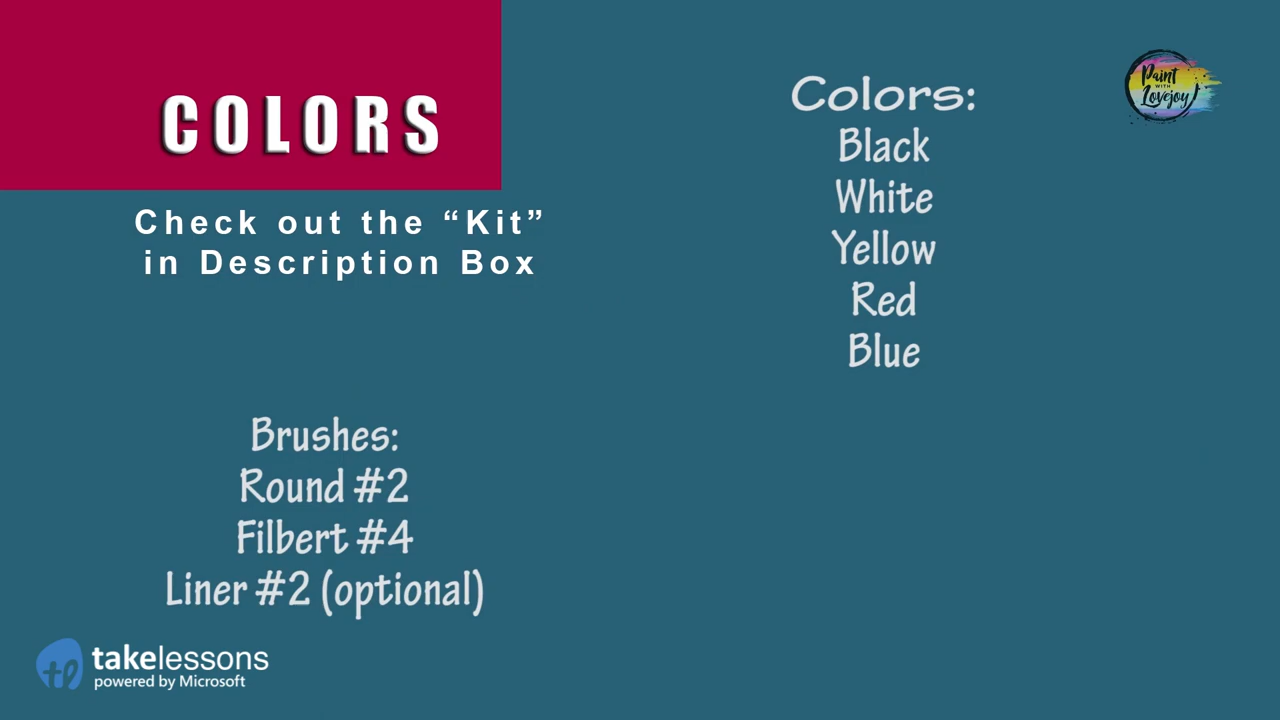 COLORS
Check out the “Kit”
in Description Box
Colors:
Black
White
Yellow
Red
Blue
Paint
WITH
Lovejoy
Brushes:
Round #2
Filbert #4
Liner #2 (optional)
tl
takelessons
powered by Microsoft